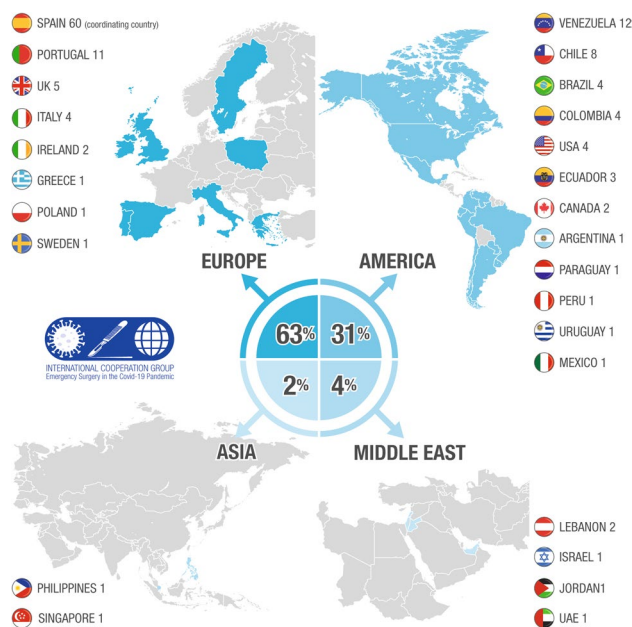 SPAIN 60 (coordinating country)
PORTUGAL 11
UK 5
ITALY 4
IRELAND 2
GREECE 1
POLAND 1
SWEDEN 1
VENEZUELA 12
CHILE 8
BRAZIL 4
COLOMBIA 4
USA 4
ECUADOR 3
CANADA 2
ARGENTINA 1
PARAGUAY 1
PERU 1
URUGUAY 1
MEXICO 1
EUROPE
AMERICA
63%
31%
2%
4%
INTERNATIONAL COOPERATION GROUP
Emergency Surgery in the Covid-19 Pandemic
ASIA
MIDDLE EAST
PHILIPPINES 1
SINGAPORE 1
LEBANON 2
ISRAEL 1
JORDAN1
UAE 1